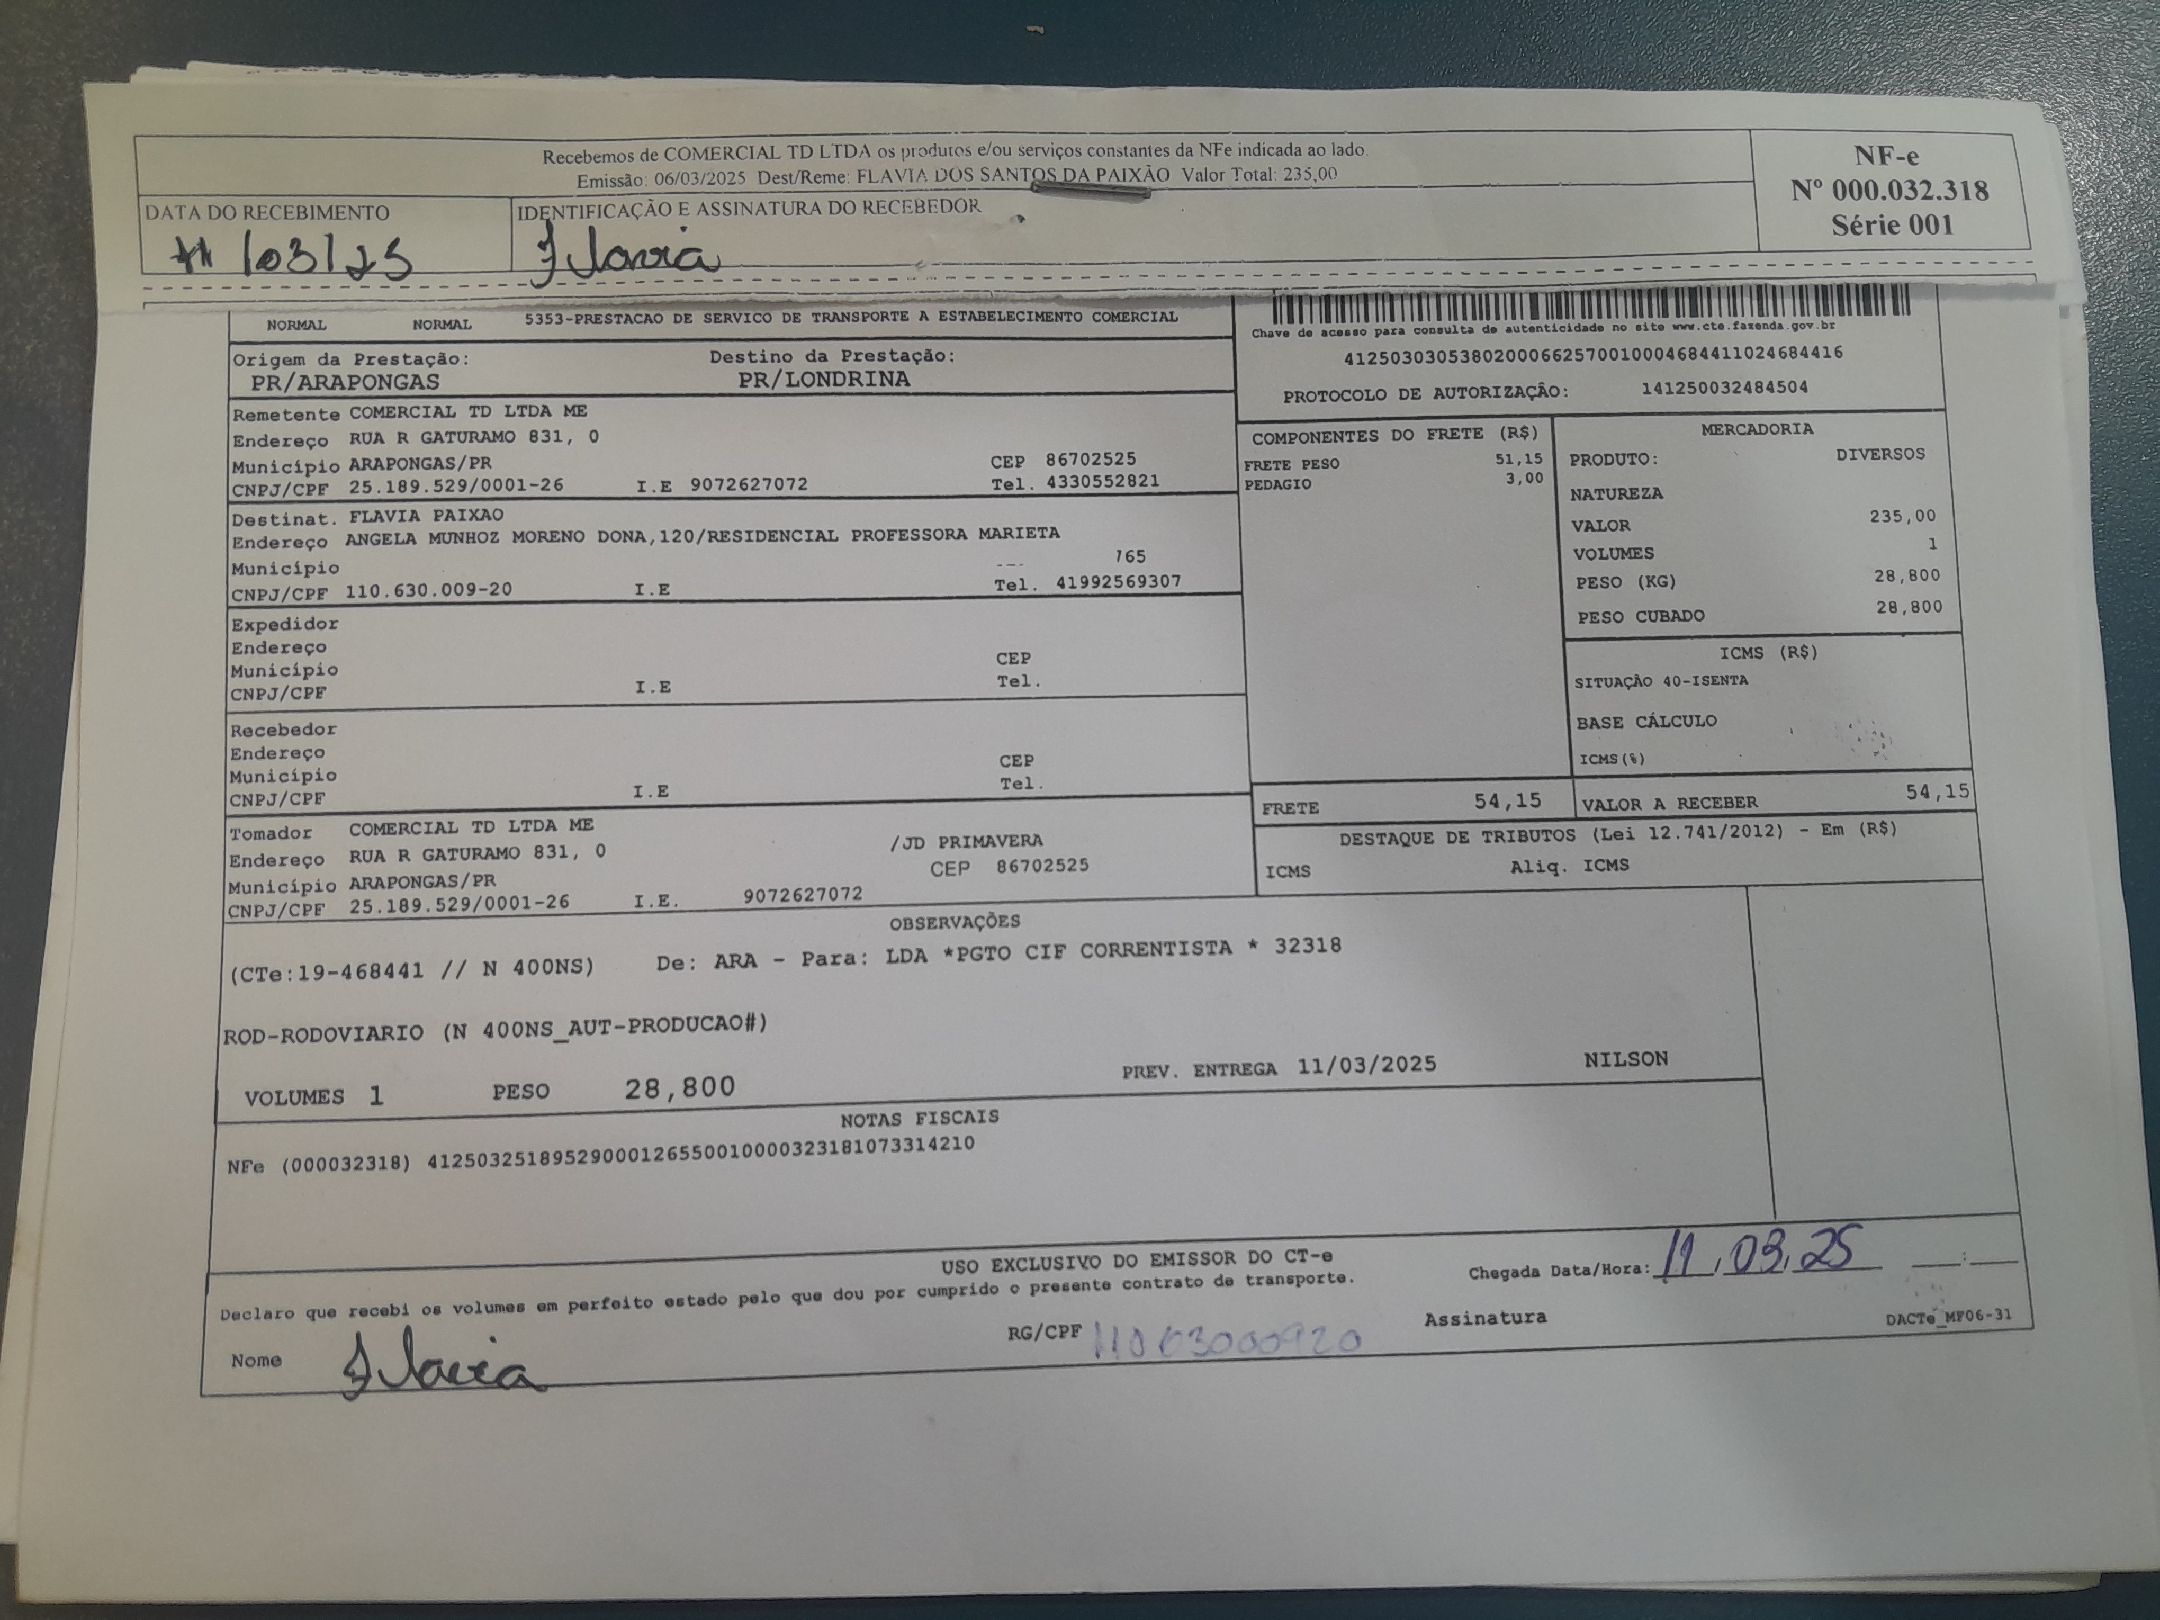 Recebemos de COMERCIAL TD LTDA os produtos e/ou serviços constantes da NFe indicada ao lado.
Emissão: 06/03/2025 Dest/Reme: FLAVIA DOS SANTOS DA PAIXÃO Valor Total: 235,00
NF-e
Nº 000.032.318
Série 001
DATA DO RECEBIMENTO
11/03/25
IDENTIFICAÇÃO E ASSINATURA DO RECEBEDOR
Flavia
NORMAL NORMAL 5353-PRESTACAO DE SERVICO DE TRANSPORTE A ESTABELECIMENTO COMERCIAL
Chave de acesso para consulta de autenticidade no site www.cte.fazenda.gov.br
41250303053802000662570010004684411024684416
PROTOCOLO DE AUTORIZAÇÃO: 141250032484504
Origem da Prestação: Destino da Prestação:
PR/ARAPONGAS PR/LONDRINA
Remetente COMERCIAL TD LTDA ME
Endereço RUA R GATURAMO 831, 0
Município ARAPONGAS/PR CEP 86702525
CNPJ/CPF 25.189.529/0001-26 I.E 9072627072 Tel. 4330552821
Destinat. FLAVIA PAIXAO
Endereço ANGELA MUNHOZ MORENO DONA,120/RESIDENCIAL PROFESSORA MARIETA
Município 765
CNPJ/CPF 110.630.009-20 I.E Tel. 41992569307
Expedidor
Endereço
Município CEP
CNPJ/CPF I.E Tel.
Recebedor
Endereço
Município CEP
CNPJ/CPF I.E Tel.
Tomador COMERCIAL TD LTDA ME
Endereço RUA R GATURAMO 831, 0 /JD PRIMAVERA
Município ARAPONGAS/PR CEP 86702525
CNPJ/CPF 25.189.529/0001-26 I.E. 9072627072
COMPONENTES DO FRETE (R$)
FRETE PESO 51,15
PEDAGIO 3,00
MERCADORIA
PRODUTO: DIVERSOS
NATUREZA
VALOR 235,00
VOLUMES 1
PESO (KG) 28,800
PESO CUBADO 28,800
ICMS (R$)
SITUAÇÃO 40-ISENTA
BASE CÁLCULO
ICMS(%)
FRETE 54,15 VALOR A RECEBER 54,15
DESTAQUE DE TRIBUTOS (Lei 12.741/2012) - Em (R$)
ICMS Aliq. ICMS
OBSERVAÇÕES
(CTe:19-468441 // N 400NS) De: ARA - Para: LDA *PGTO CIF CORRENTISTA * 32318
ROD-RODOVIARIO (N 400NS_AUT-PRODUCAO#)
VOLUMES 1 PESO 28,800 PREV. ENTREGA 11/03/2025 NILSON
NOTAS FISCAIS
NFe (000032318) 41250325189529000126550010000323181073314210
USO EXCLUSIVO DO EMISSOR DO CT-e
Declaro que recebi os volumes em perfeito estado pelo que dou por cumprido o presente contrato de transporte.
Chegada Data/Hora: 11.03.25 __:__
Nome Flavia RG/CPF 11063000920 Assinatura
DACTe_MF06-31